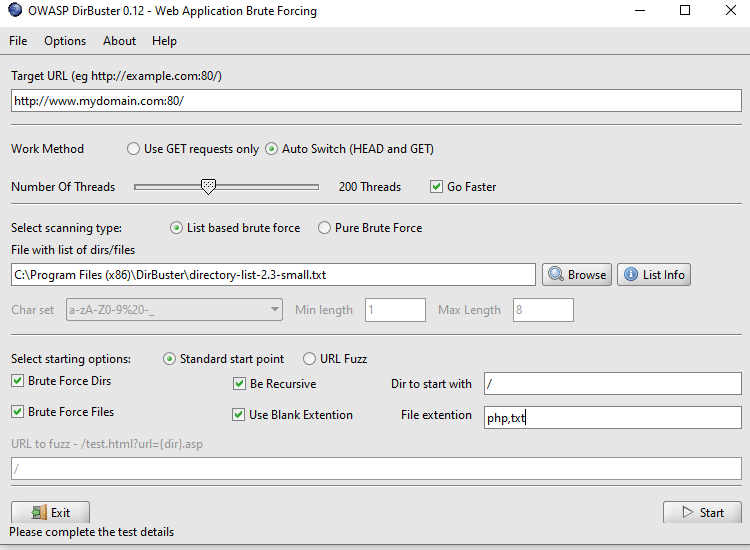 OWASP DirBuster 0.12 - Web Application Brute Forcing
File Options About Help
Target URL (eg http://example.com:80/)
http://www.mydomain.com:80/
Work Method Use GET requests only Auto Switch (HEAD and GET)
Number Of Threads 200 Threads Go Faster
Select scanning type: List based brute force Pure Brute Force
File with list of dirs/files
C:\Program Files (x86)\DirBuster\directory-list-2.3-small.txt Browse List Info
Char set a-zA-Z0-9%20-_ Min length 1 Max Length 8
Select starting options: Standard start point URL Fuzz
Brute Force Dirs Be Recursive Dir to start with /
Brute Force Files Use Blank Extention File extention php,txt
URL to fuzz - /test.html?url={dir}.asp
/
Exit Start
Please complete the test details